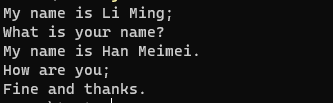 My name is Li Ming;
What is your name?
My name is Han Meimei.
How are you;
Fine and thanks.